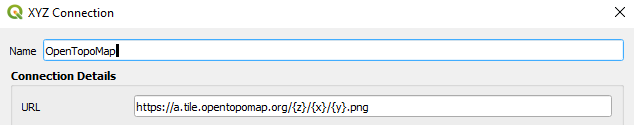 XYZ Connection
Name OpenTopoMap
Connection Details
URL https://a.tile.opentopomap.org/{z}/{x}/{y}.png